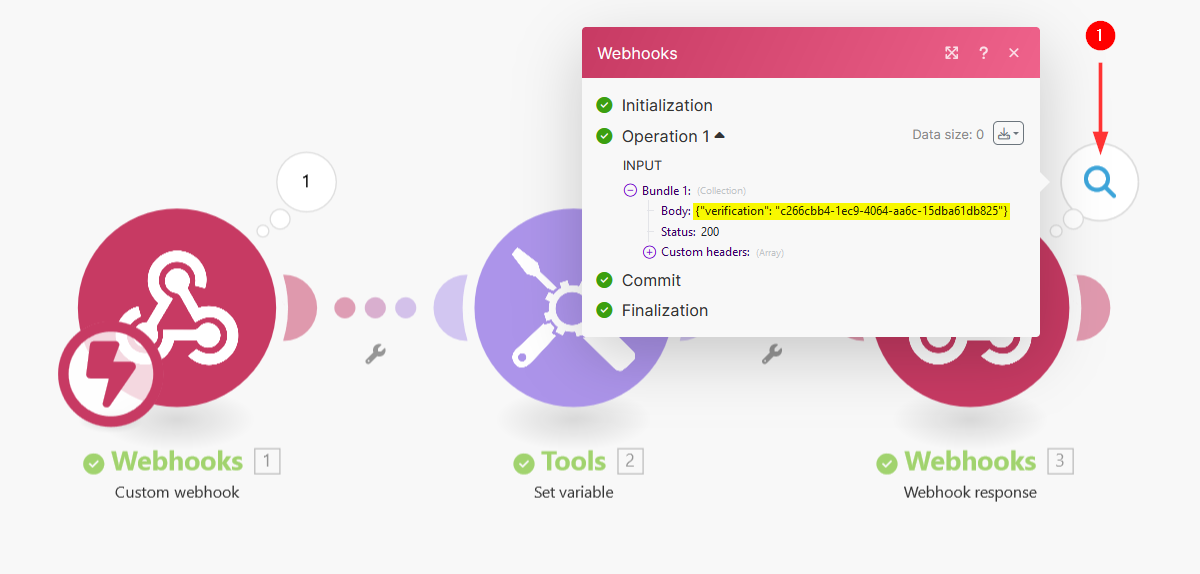 1
Webhooks
?
Initialization
Operation 1
Data size: 0
INPUT
Bundle 1: (Collection)
Body: {"verification": "c266cbb4-1ec9-4064-aa6c-15dba61db825"}
Status: 200
Custom headers: (Array)
Commit
Finalization
1
Webhooks 1
Custom webhook
Tools 2
Set variable
Webhooks 3
Webhook response